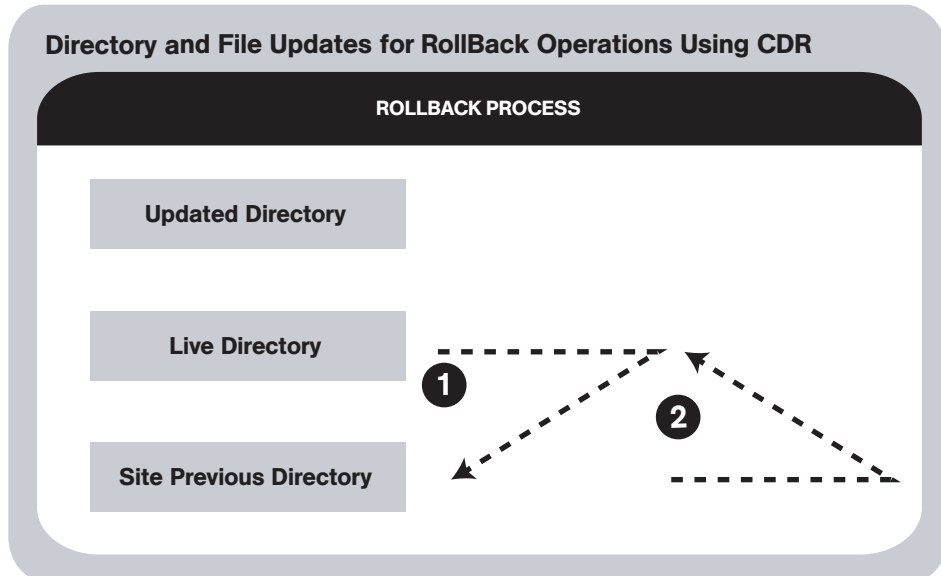 Directory and File Updates for RollBack Operations Using CDR
ROLLBACK PROCESS
Updated Directory
Live Directory
1
2
Site Previous Directory